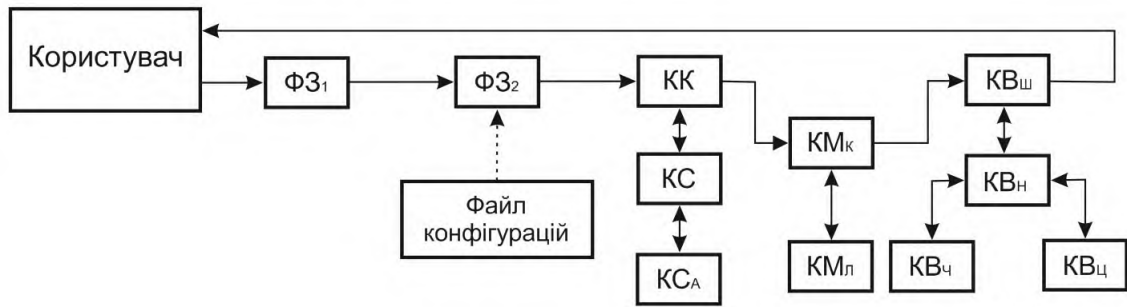 Користувач
ФЗ₁
ФЗ₂
КК
КВш
КМк
КС
КВн
Файл
конфігурацій
КСА
КМл
КВч
КВц